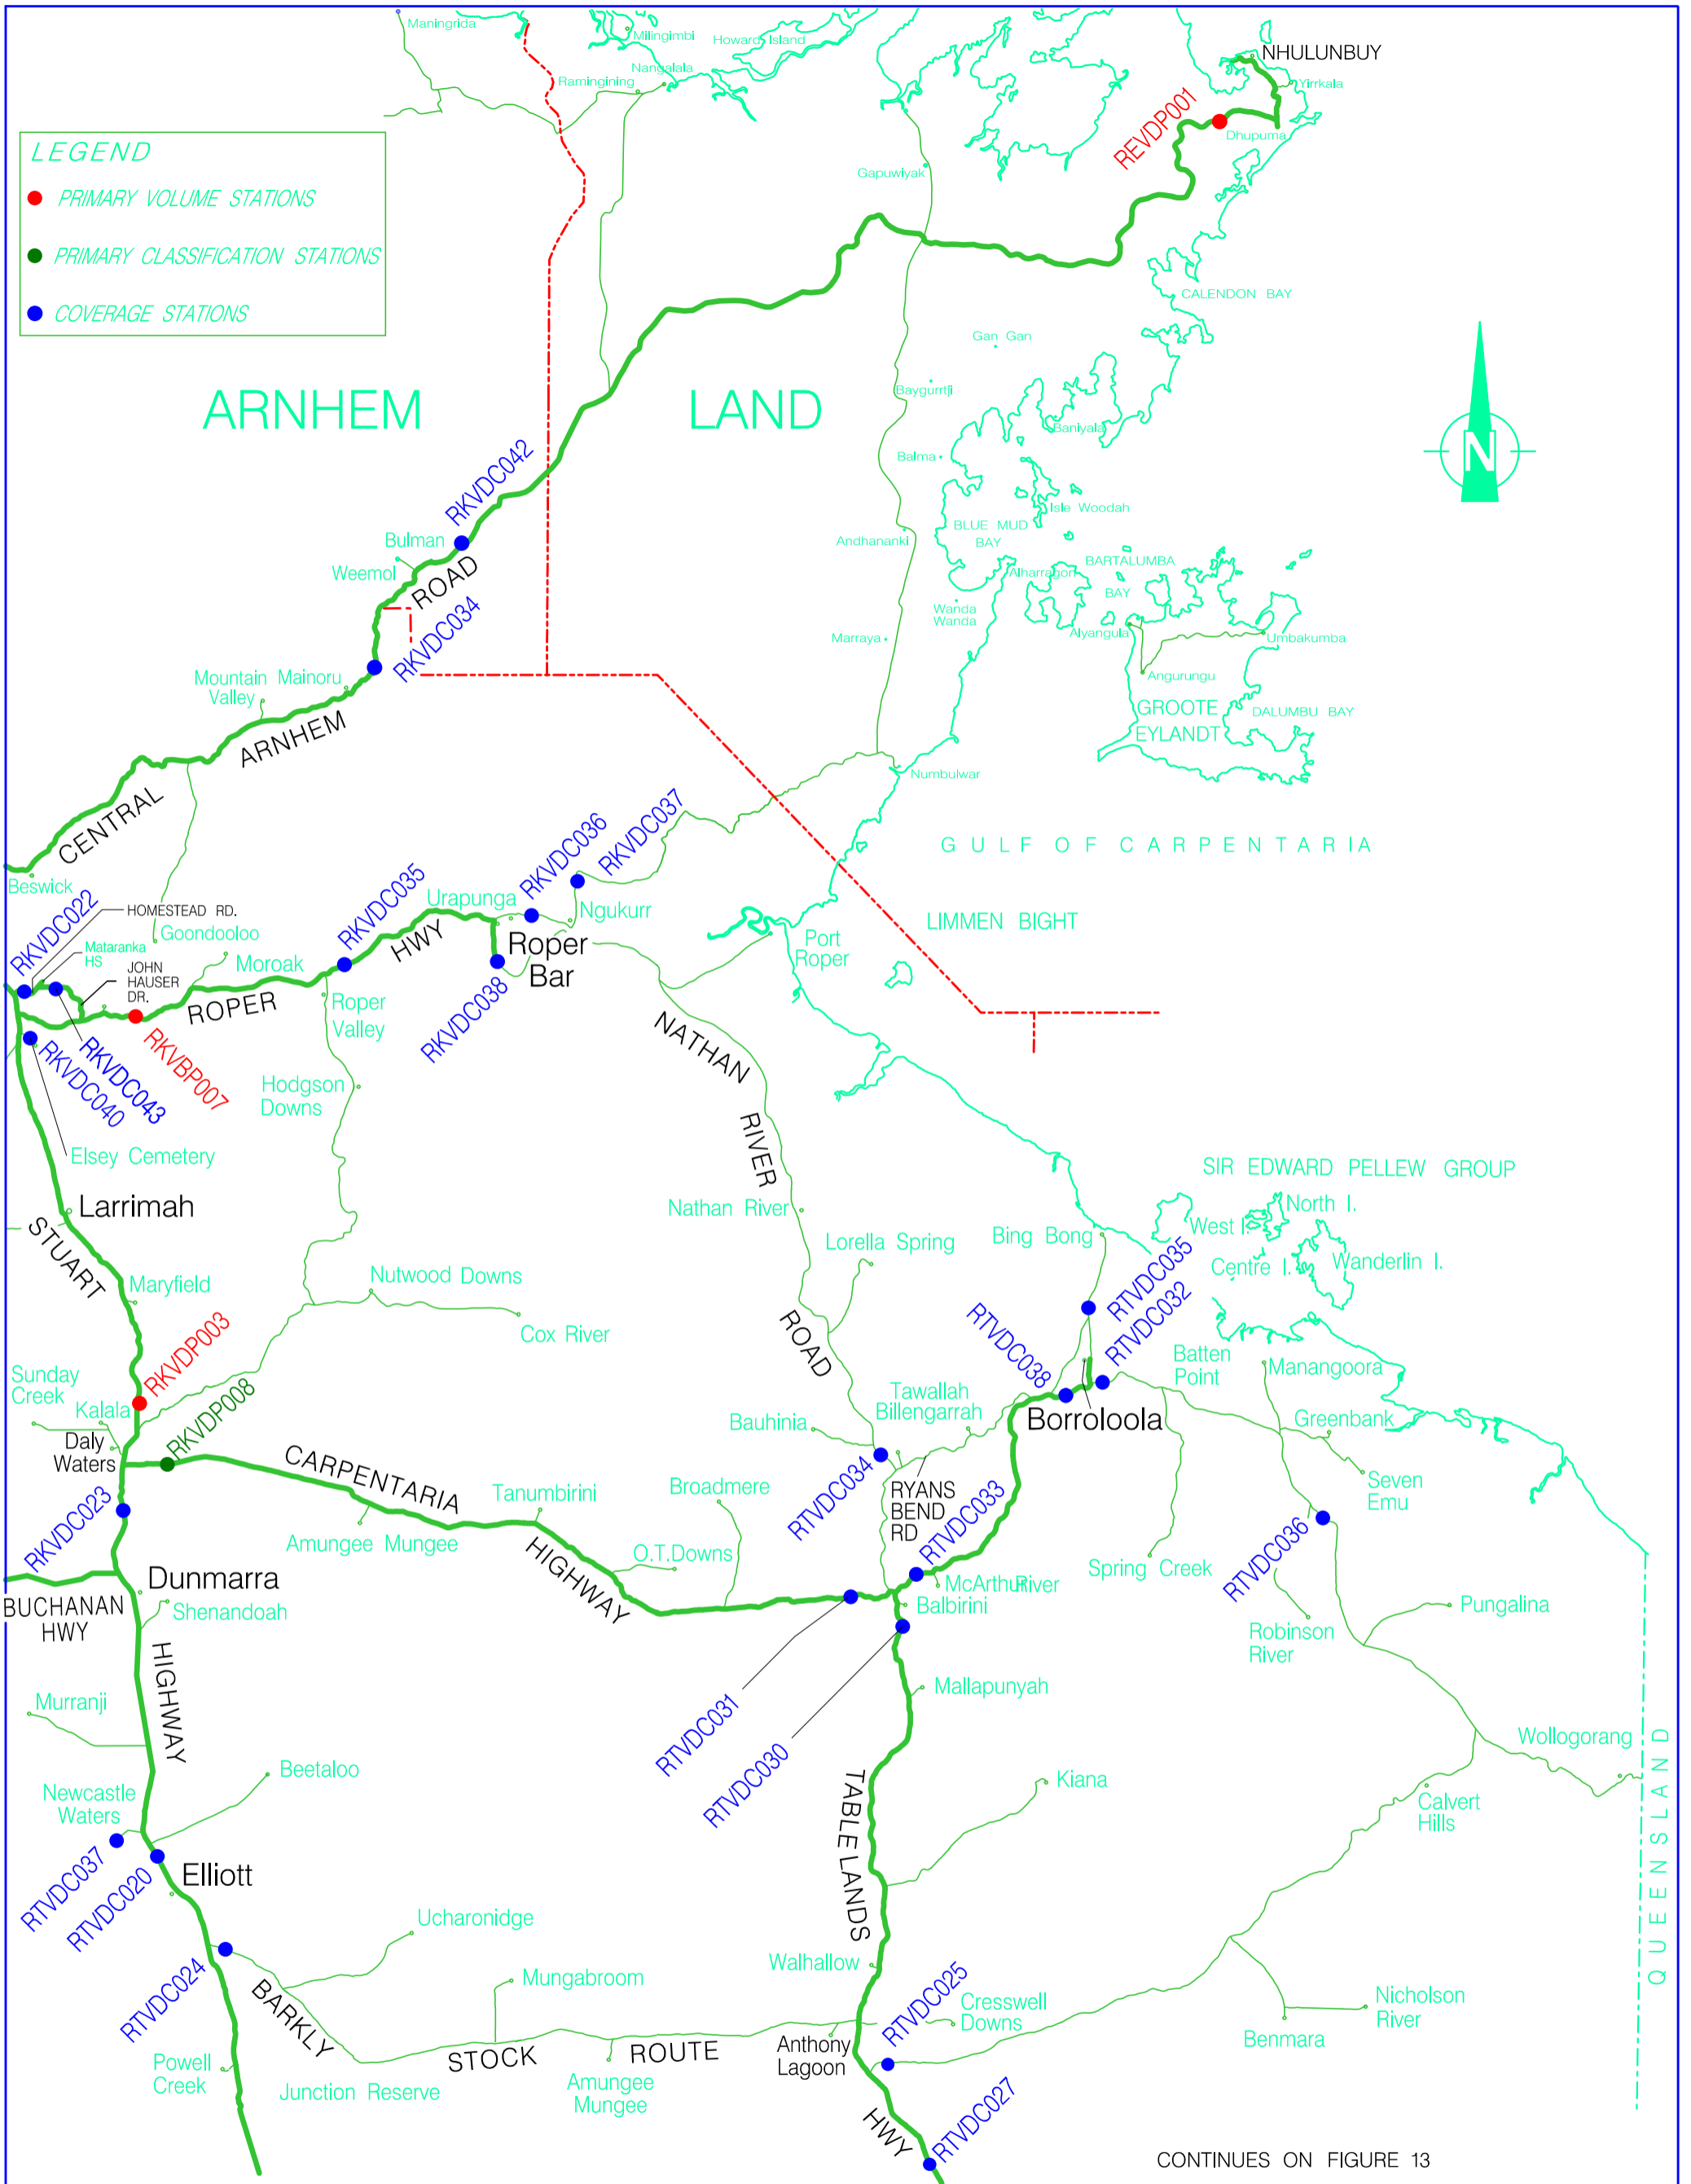 Maningrida
Milingimbi
Howard Island
NHULUNBUY
Nangalala
Ramingining
Yirrkala
REVDP001
Dhupuma
LEGEND
PRIMARY VOLUME STATIONS
PRIMARY CLASSIFICATION STATIONS
COVERAGE STATIONS
Gapuwiyak
CALENDON BAY
Gan Gan
ARNHEM LAND
Baygurrtji
Baniyala
Balma
RKVDC042
Isle Woodah
BLUE MUD
BAY
Andhananki
Bulman
Weemol
ROAD
BARTALUMBA
BAY
Alharragon
Wanda
Wanda
RKVDC034
Marraya
Alyangula
Umbakumba
Angurungu
Mountain
Valley
Mainoru
GROOTE
EYLANDT
DALUMBU BAY
ARNHEM
Numbulwar
CENTRAL
RKVDC037
RKVDC036
GULF OF CARPENTARIA
Beswick
RKVDC022
HOMESTEAD RD.
Goondooloo
RKVDC035
Urapunga
Ngukurr
LIMMEN BIGHT
HWY
Mataranka
HS
JOHN
HAUSER
DR.
Moroak
Roper
Bar
Port
Roper
ROPER
Roper
Valley
RKVDC038
RKVBP007
RKVDC043
RKVDC040
NATHAN
Hodgson
Downs
RIVER
Elsey Cemetery
SIR EDWARD PELLEW GROUP
Larrimah
Nathan River
North I.
West I.
STUART
Lorella Spring
Bing Bong
RTVDC035
Centre I.
Wanderlin I.
Maryfield
Nutwood Downs
Cox River
RTVDC032
RKVDP003
ROAD
RTVDC038
Batten
Point
Manangoora
Sunday
Creek
Kalala
RKVDP008
Tawallah
Billengarrah
Bauhinia
Borroloola
Greenbank
Daly
Waters
CARPENTARIA
Seven
Emu
RTVDC034
RYANS
BEND
RD
Broadmere
Tanumbirini
RTVDC033
RKVDC023
Amungee Mungee
RTVDC036
HIGHWAY
O.T.Downs
Spring Creek
Dunmarra
McArthur River
Balbirini
BUCHANAN
HWY
Shenandoah
Pungalina
Robinson
River
HIGHWAY
Murranji
Mallapunyah
RTVDC031
RTVDC030
Wollogorang
QUEENSLAND
Beetaloo
Newcastle
Waters
TABLELANDS
Kiana
Calvert
Hills
RTVDC037
RTVDC020
Elliott
Ucharonidge
Walhallow
RTVDC024
Mungabroom
RTVDC025
BARKLY
Cresswell
Downs
Nicholson
River
Benmara
STOCK
ROUTE
Anthony
Lagoon
Powell
Creek
Junction Reserve
Amungee
Mungee
RTVDC027
HWY
CONTINUES ON FIGURE 13
N